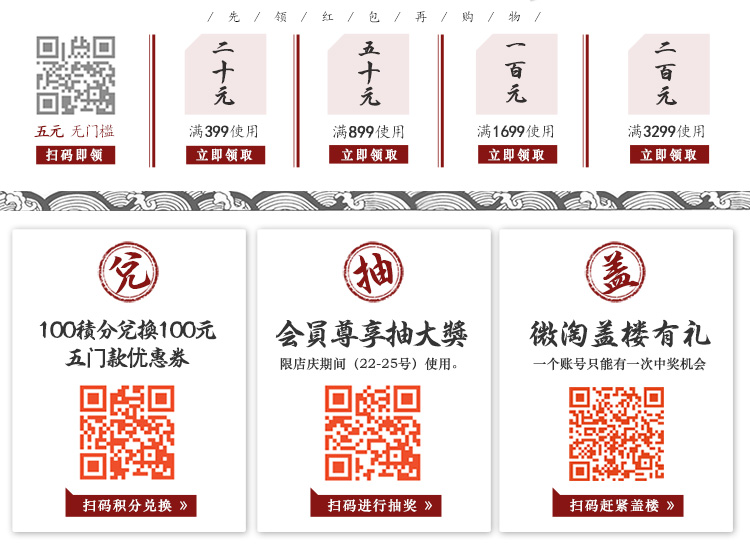 /先/领/红/包/再/购/物/
五元 无门槛
扫码即领
二十元
满399使用
立即领取
五十元
满899使用
立即领取
一百元
满1699使用
立即领取
二百元
满3299使用
立即领取
兑
100積分兑换100元
五门款优惠券
扫码积分兑换 »
抽
会員尊享抽大獎
限店庆期间（22-25号）使用。
扫码进行抽奖 »
盖
微淘盖楼有礼
一个账号只能有一次中奖机会
扫码赶紧盖楼 »